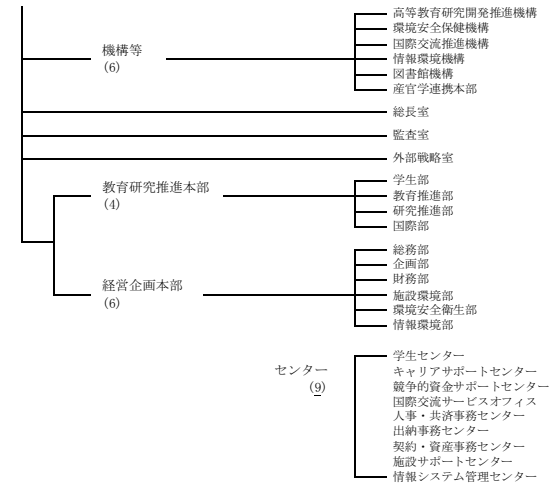 高等教育研究開発推進機構
環境安全保健機構
国際交流推進機構
機構等
(6)
情報環境機構
図書館機構
産官学連携本部
総長室
監査室
外部戦略室
学生部
教育研究推進本部
(4)
教育推進部
研究推進部
国際部
総務部
企画部
財務部
経営企画本部
(6)
施設環境部
環境安全衛生部
情報環境部
センター
(9)
学生センター
キャリアサポートセンター
競争的資金サポートセンター
国際交流サービスオフィス
人事・共済事務センター
出納事務センター
契約・資産事務センター
施設サポートセンター
情報システム管理センター